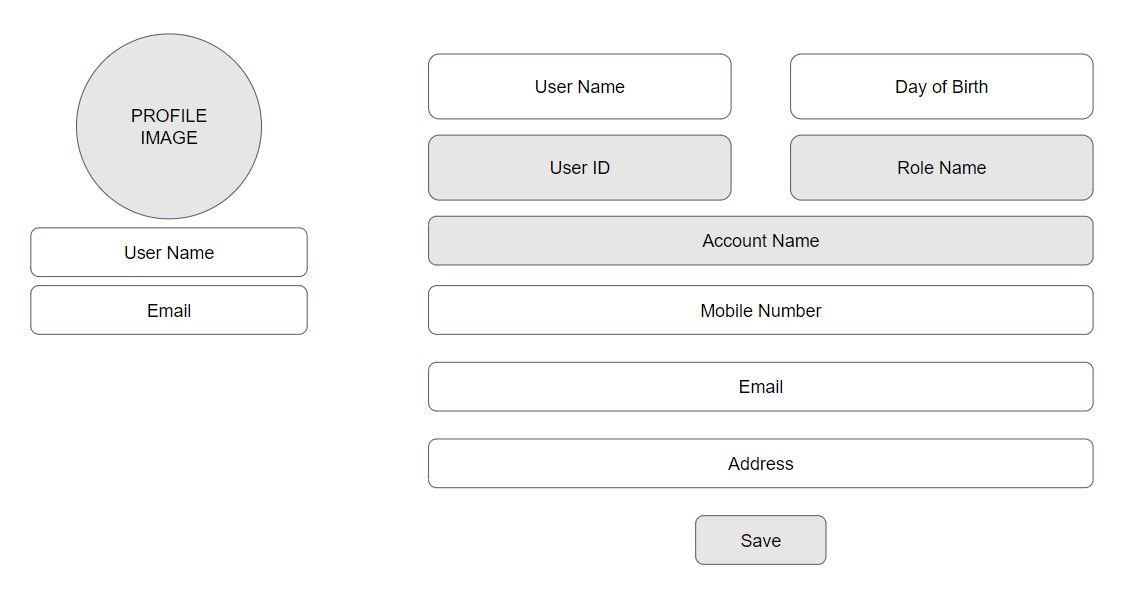 PROFILE
IMAGE
User Name
Email
User Name
Day of Birth
User ID
Role Name
Account Name
Mobile Number
Email
Address
Save